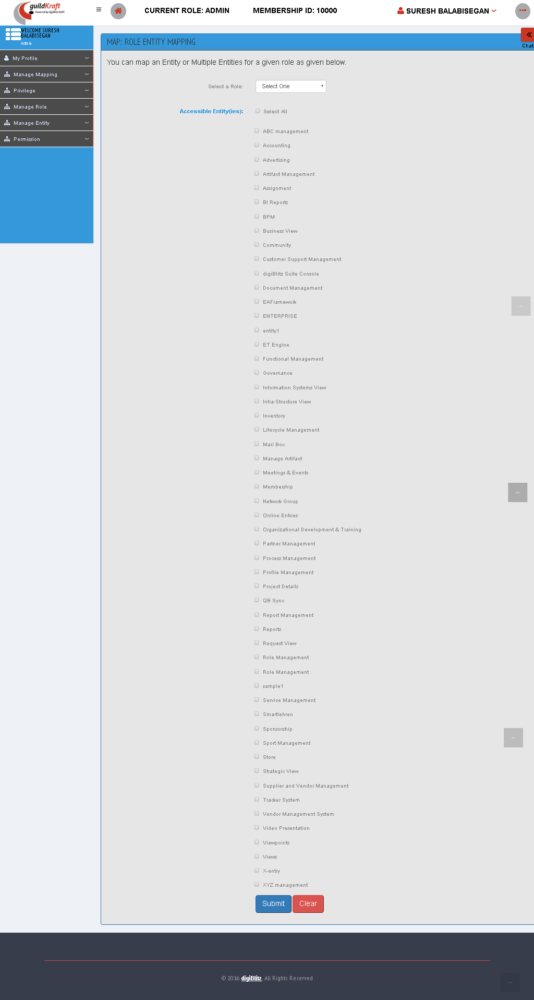 guildKraft
Powered by digiBlitz ELMT
CURRENT ROLE: ADMIN
MEMBERSHIP ID: 10000
SURESH BALABISEGAN
WELCOME SURESH
BALABISEGAN
Admin
Chat
My Profile
Manage Mapping
Privilege
Manage Role
Manage Entity
Permission
MAP: ROLE ENTITY MAPPING
You can map an Entity or Multiple Entities for a given role as given below.
Select a Role:
Select One
Accessible Entity(ies):
Select All
ABC management
Accounting
Advertising
Artifact Management
Assignment
BI Reports
BPM
Business View
Community
Customer Support Management
digiBlitz Suite Console
Document Management
EAFramework
ENTERPRISE
entity1
ET Engine
Functional Management
Governance
Information Systems View
Infra-Structure View
Inventory
Lifecycle Management
Mail Box
Manage Artifact
Meetings & Events
Membership
Network Group
Online Entries
Organizational Development & Training
Partner Management
Process Management
Profile Management
Project Details
QB Sync
Report Management
Reports
Request View
Role Management
Role Management
sample1
Service Management
Smartlehren
Sponsorship
Sport Management
Store
Strategic View
Supplier and Vendor Management
Tracker System
Vendor Management System
Video Presentation
Viewpoints
Views
X-entry
XYZ management
Submit
Clear
© 2016 digiBlitz. All Rights Reserved